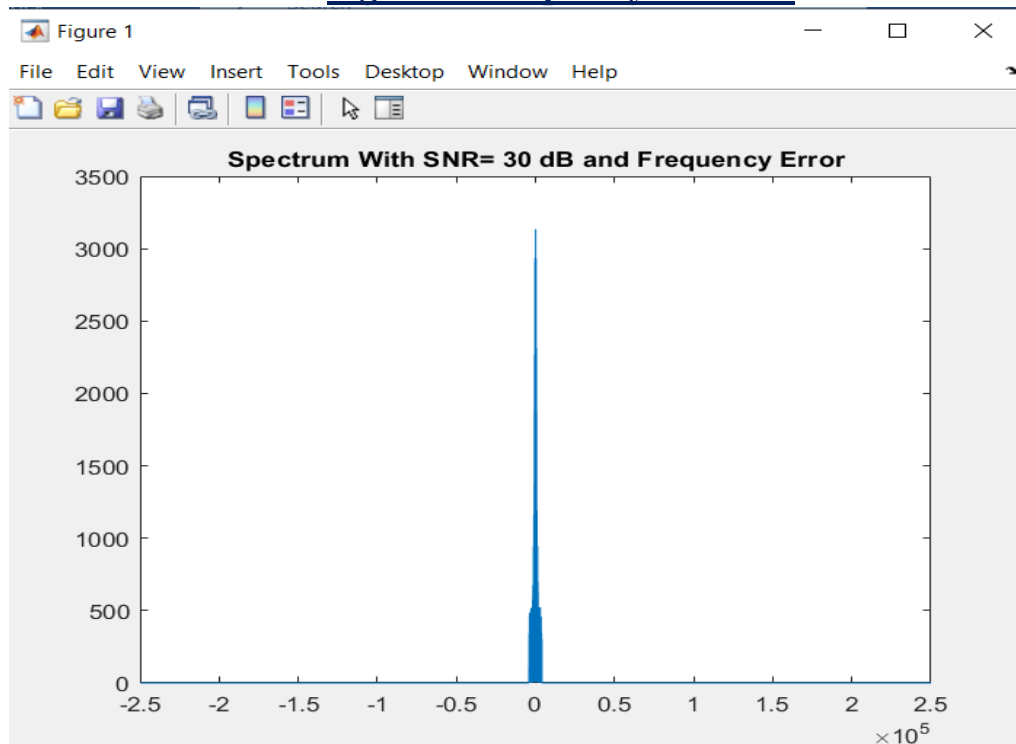 Figure 1
File Edit View Insert Tools Desktop Window Help
Spectrum With SNR= 30 dB and Frequency Error
3500
3000
2500
2000
1500
1000
500
0
-2.5 -2 -1.5 -1 -0.5 0 0.5 1 1.5 2 2.5
×10⁵